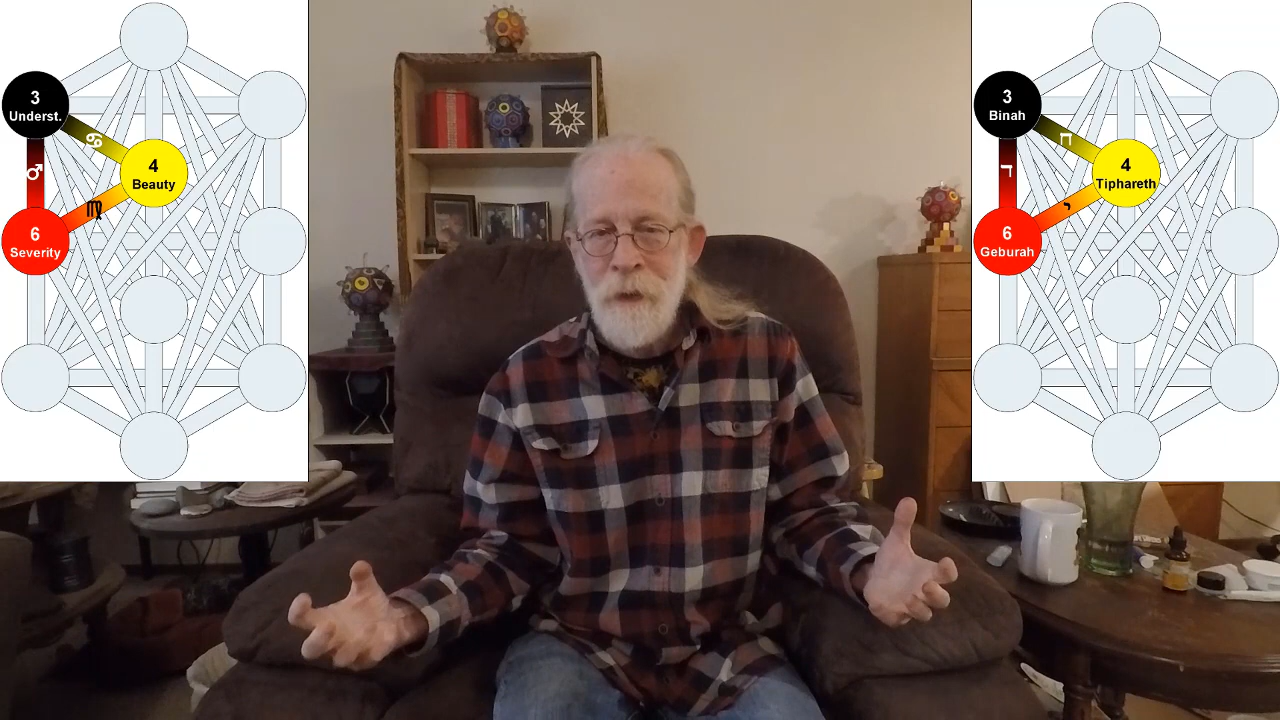 3
Underst.
♋
4
Beauty
♂
♍
6
Severity
3
Binah
4
Tiphareth
י
6
Geburah